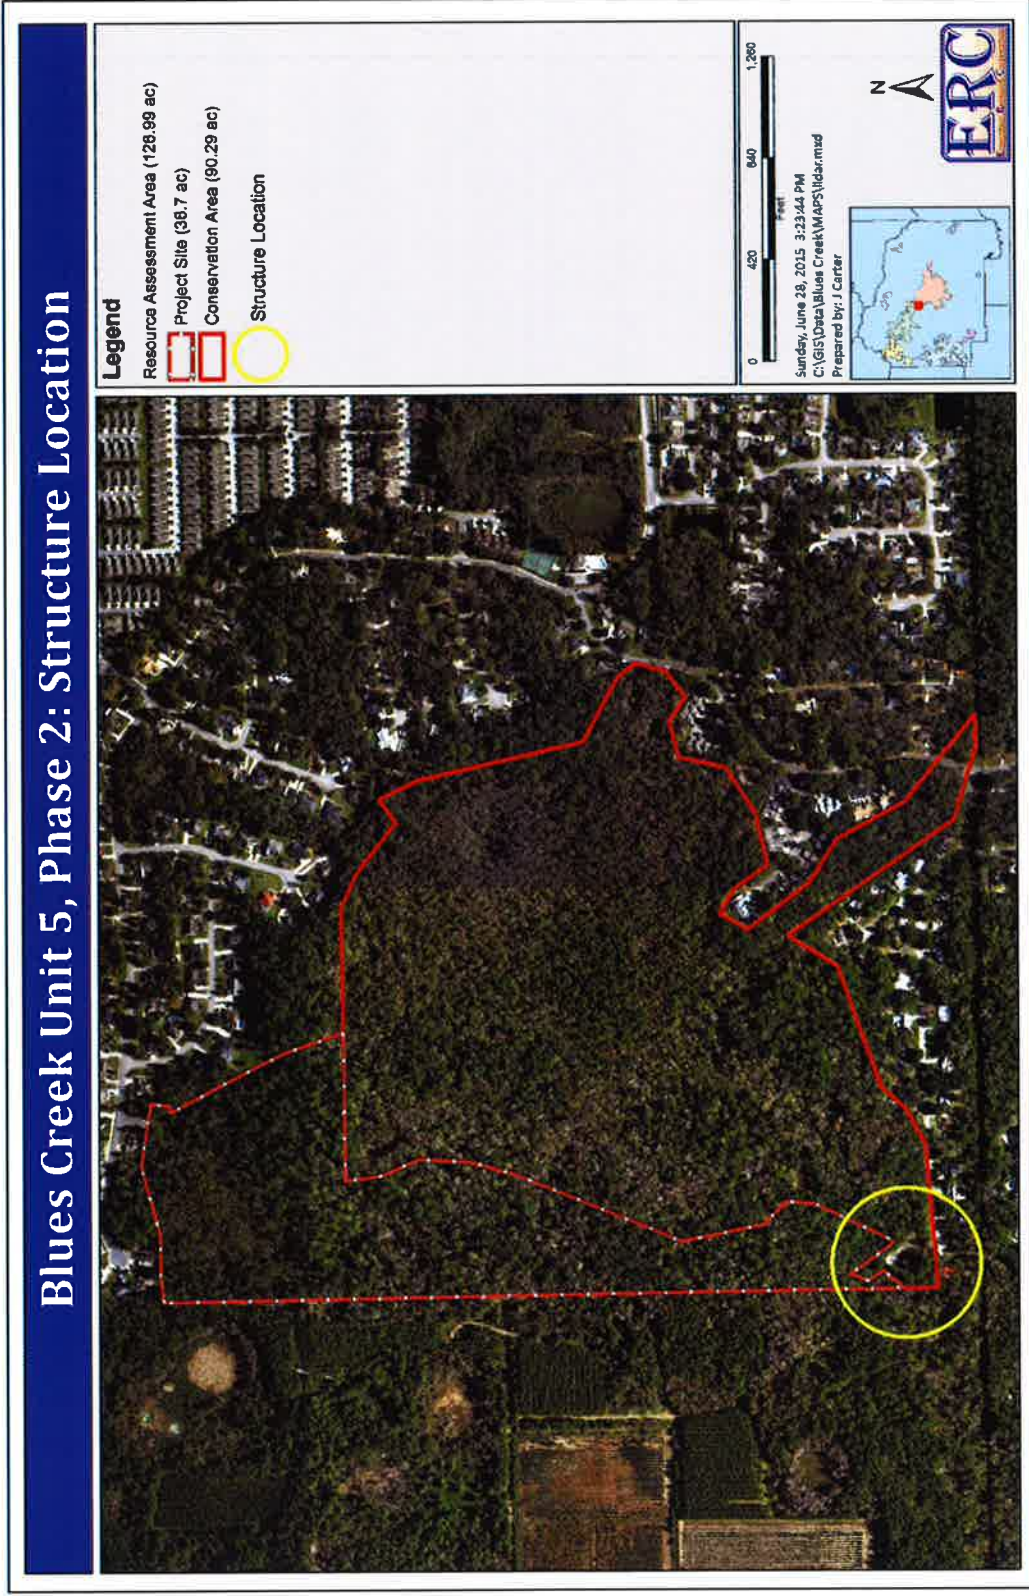 Blues Creek Unit 5, Phase 2: Structure Location
Legend
Resource Assessment Area (126.99 ac)
Project Site (36.7 ac)
Conservation Area (90.29 ac)
Structure Location
0 420 840 1,260
Feet
Sunday, June 28, 2015 3:23:44 PM
C:\GIS\Data\Blues Creek\MAPS\lidar.mxd
Prepared by: J Carter
N
ERC